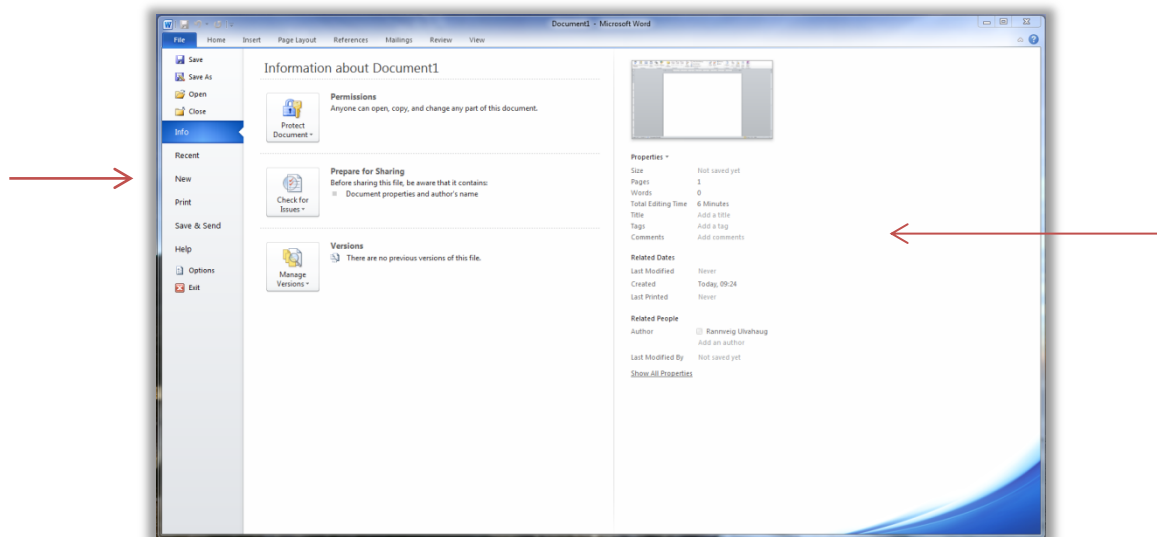 Document1 - Microsoft Word
File Home Insert Page Layout References Mailings Review View
Save
Save As
Open
Close
Info
Recent
New
Print
Save & Send
Help
Options
Exit
Information about Document1
Protect
Document
Permissions
Anyone can open, copy, and change any part of this document.
Check for
Issues
Prepare for Sharing
Before sharing this file, be aware that it contains:
Document properties and author's name
Manage
Versions
Versions
There are no previous versions of this file.
Properties
Size Not saved yet
Pages 1
Words 0
Total Editing Time 6 Minutes
Title Add a title
Tags Add a tag
Comments Add comments
Related Dates
Last Modified Never
Created Today, 09:24
Last Printed Never
Related People
Author Rannweig Ulvahaug
Add an author
Last Modified By Not saved yet
Show All Properties